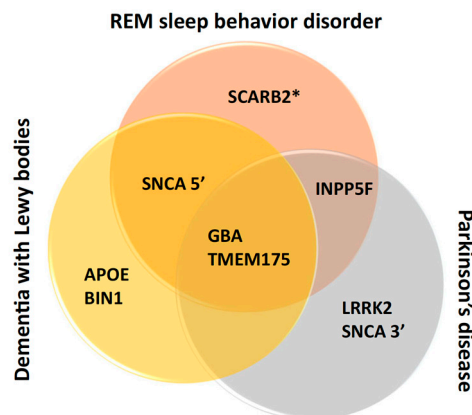 REM sleep behavior disorder
SCARB2*
SNCA 5’
INPP5F
GBA
TMEM175
APOE
BIN1
LRRK2
SNCA 3’
Dementia with Lewy bodies
Parkinson’s disease